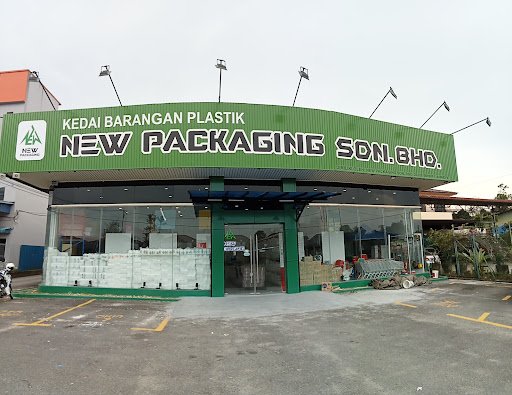 KEDAI BARANGAN PLASTIK
NEW PACKAGING SDN. BHD.
NEW
PACKAGING